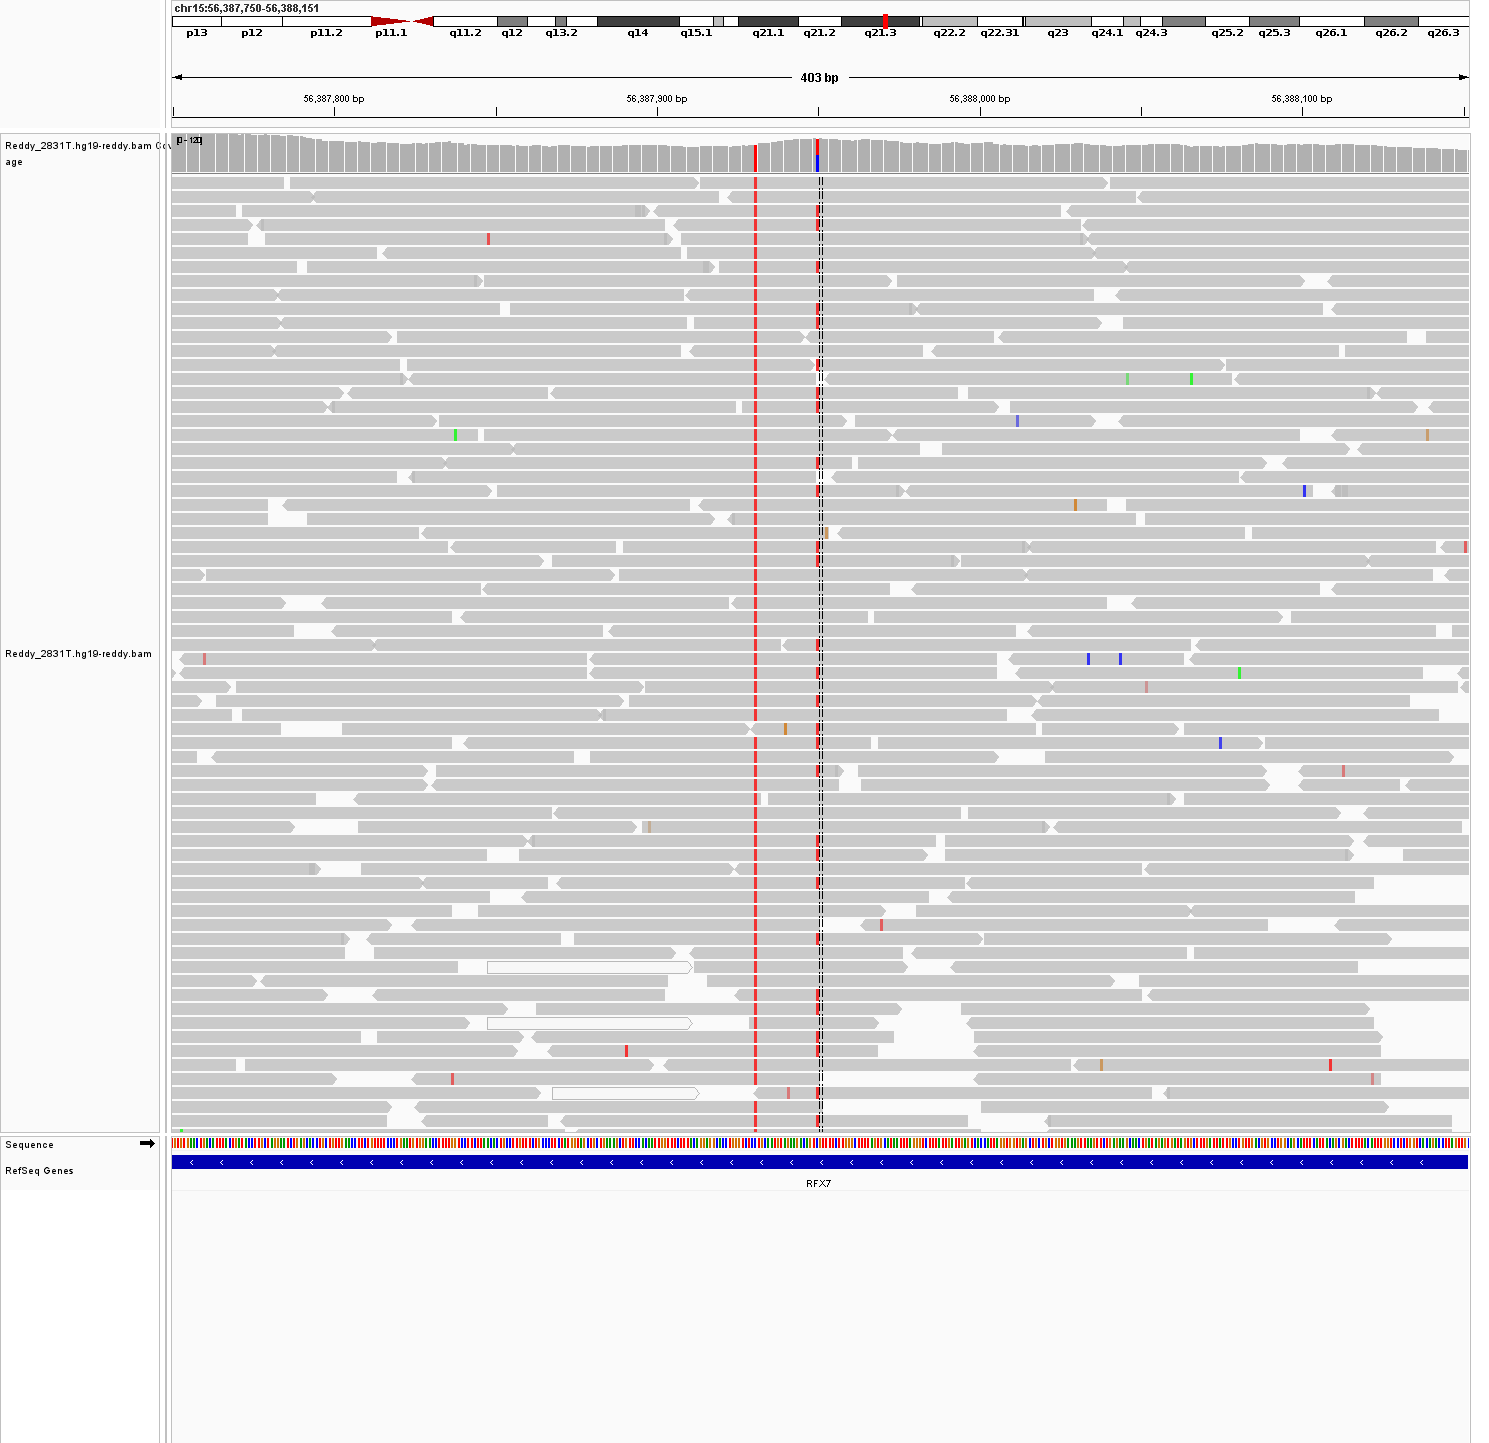 chr15:56,387,750-56,388,151
p13 p12 p11.2 p11.1 q11.2 q12 q13.2 q14 q15.1 q21.1 q21.2 q21.3 q22.2 q22.31 q23 q24.1 q24.3 q25.2 q25.3 q26.1 q26.2 q26.3
403 bp
56,387,800 bp 56,387,900 bp 56,388,000 bp 56,388,100 bp
Reddy_2831T.hg19-reddy.bam Cov
age
[0 - 120]
Reddy_2831T.hg19-reddy.bam
Sequence
RefSeq Genes
RFX7